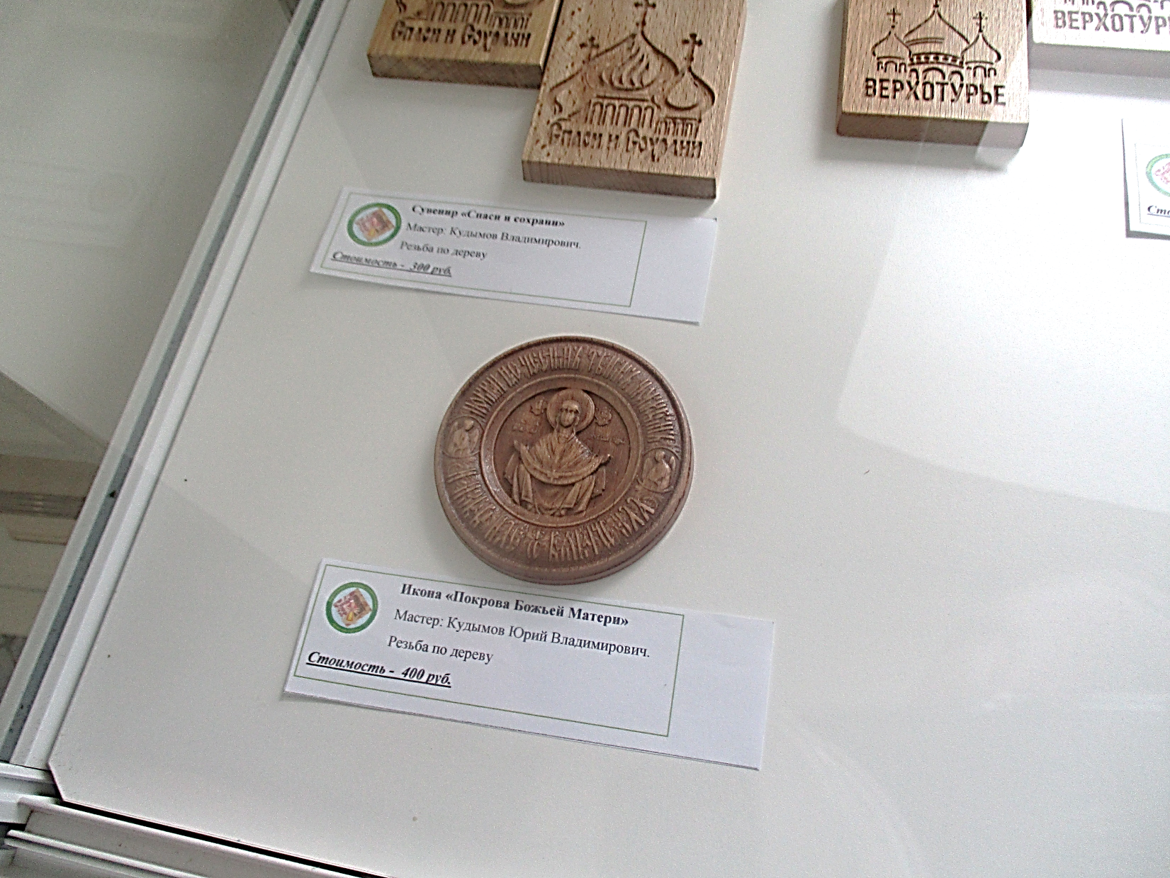 Спаси и Сохрани
Спаси и Сохрани
ВЕРХОТУРЬЕ
ВЕРХОТУРЬ
Сувенир «Спаси и сохрани»
Мастер: Кудымов Владимирович.
Резьба по дереву
Стоимость - 300 руб.
Икона «Покрова Божьей Матери»
Мастер: Кудымов Юрий Владимирович.
Резьба по дереву
Стоимость - 400 руб.